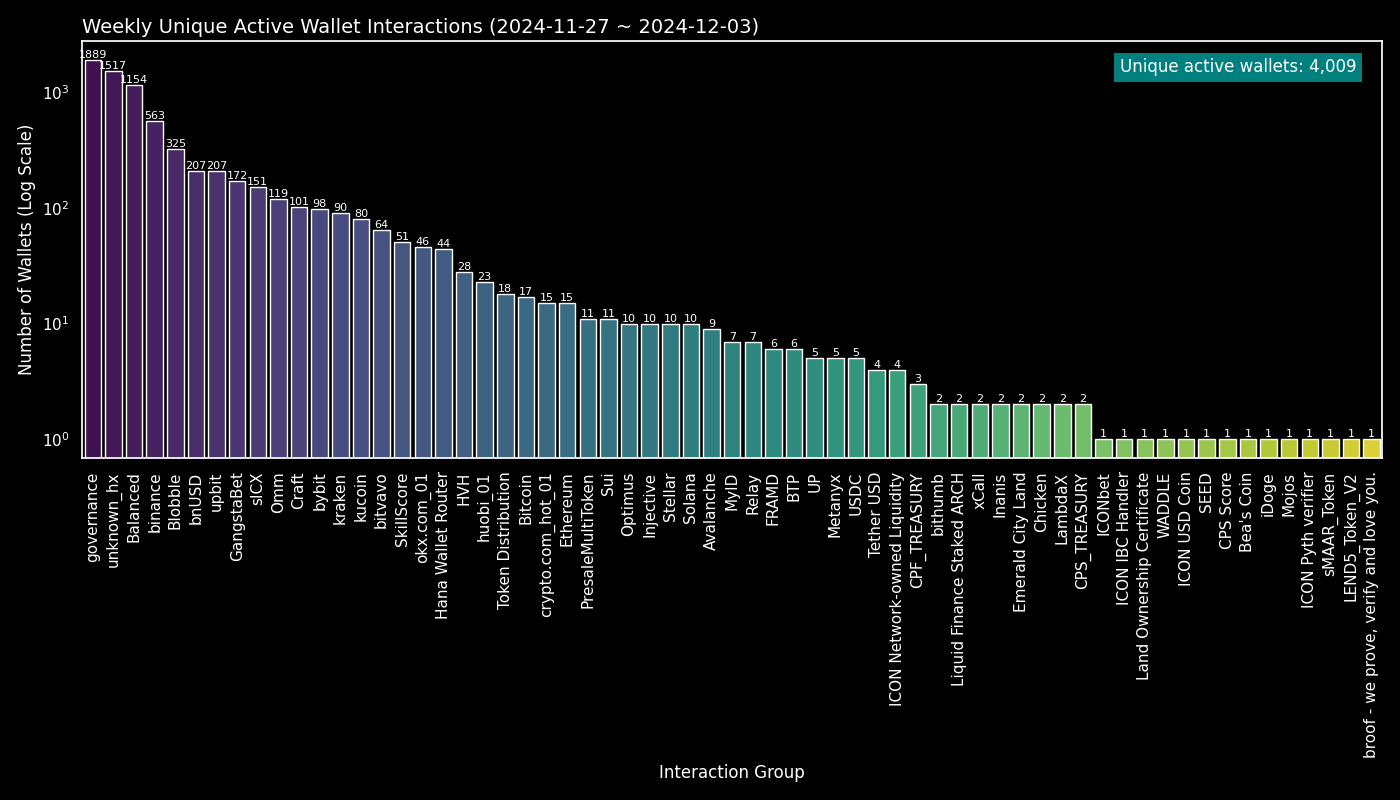 Weekly Unique Active Wallet Interactions (2024-11-27 ~ 2024-12-03)
Unique active wallets: 4,009
Number of Wallets (Log Scale)
10³
10²
10¹
10⁰
1889
1517
1154
563
325
207
207
172
151
119
101
98
90
80
64
51
46
44
28
23
18
17
15
15
11
11
10
10
10
10
9
7
7
6
6
5
5
5
4
4
3
2
2
2
2
2
2
2
2
1
1
1
1
1
1
1
1
1
1
1
1
1
1
governance
unknown_hx
Balanced
binance
Blobble
bnUSD
upbit
GangstaBet
sICX
Omm
Craft
bybit
kraken
kucoin
bitvavo
SkillScore
okx.com_01
Hana Wallet Router
HVH
huobi_01
Token Distribution
Bitcoin
crypto.com_hot_01
Ethereum
PresaleMultiToken
Sui
Optimus
Injective
Stellar
Solana
Avalanche
MyID
Relay
FRAMD
BTP
UP
Metanyx
USDC
Tether USD
ICON Network-owned Liquidity
CPF_TREASURY
bithumb
Liquid Finance Staked ARCH
xCall
Inanis
Emerald City Land
Chicken
LambdaX
CPS_TREASURY
ICONbet
ICON IBC Handler
Land Ownership Certificate
WADDLE
ICON USD Coin
SEED
CPS Score
Bea's Coin
iDoge
Mojos
ICON Pyth verifier
sMAAR_Token
LEND5_Token_V2
broof - we prove, verify and love you.
Interaction Group